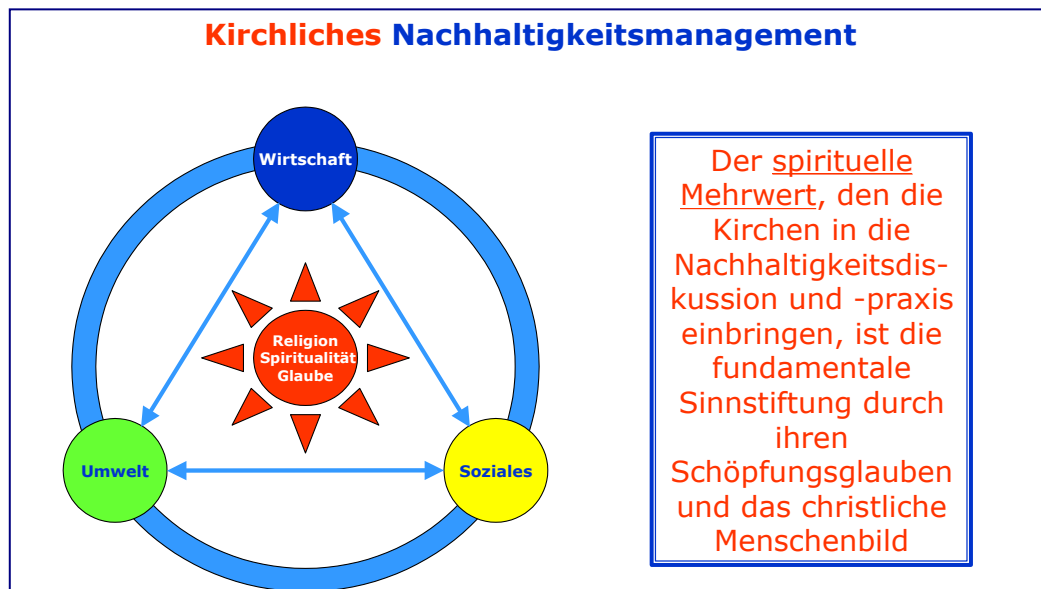 Kirchliches Nachhaltigkeitsmanagement
Wirtschaft
Religion
Spiritualität
Glaube
Umwelt
Soziales
Der spirituelle
Mehrwert, den die
Kirchen in die
Nachhaltigkeitsdis-
kussion und -praxis
einbringen, ist die
fundamentale
Sinnstiftung durch
ihren
Schöpfungsglauben
und das christliche
Menschenbild